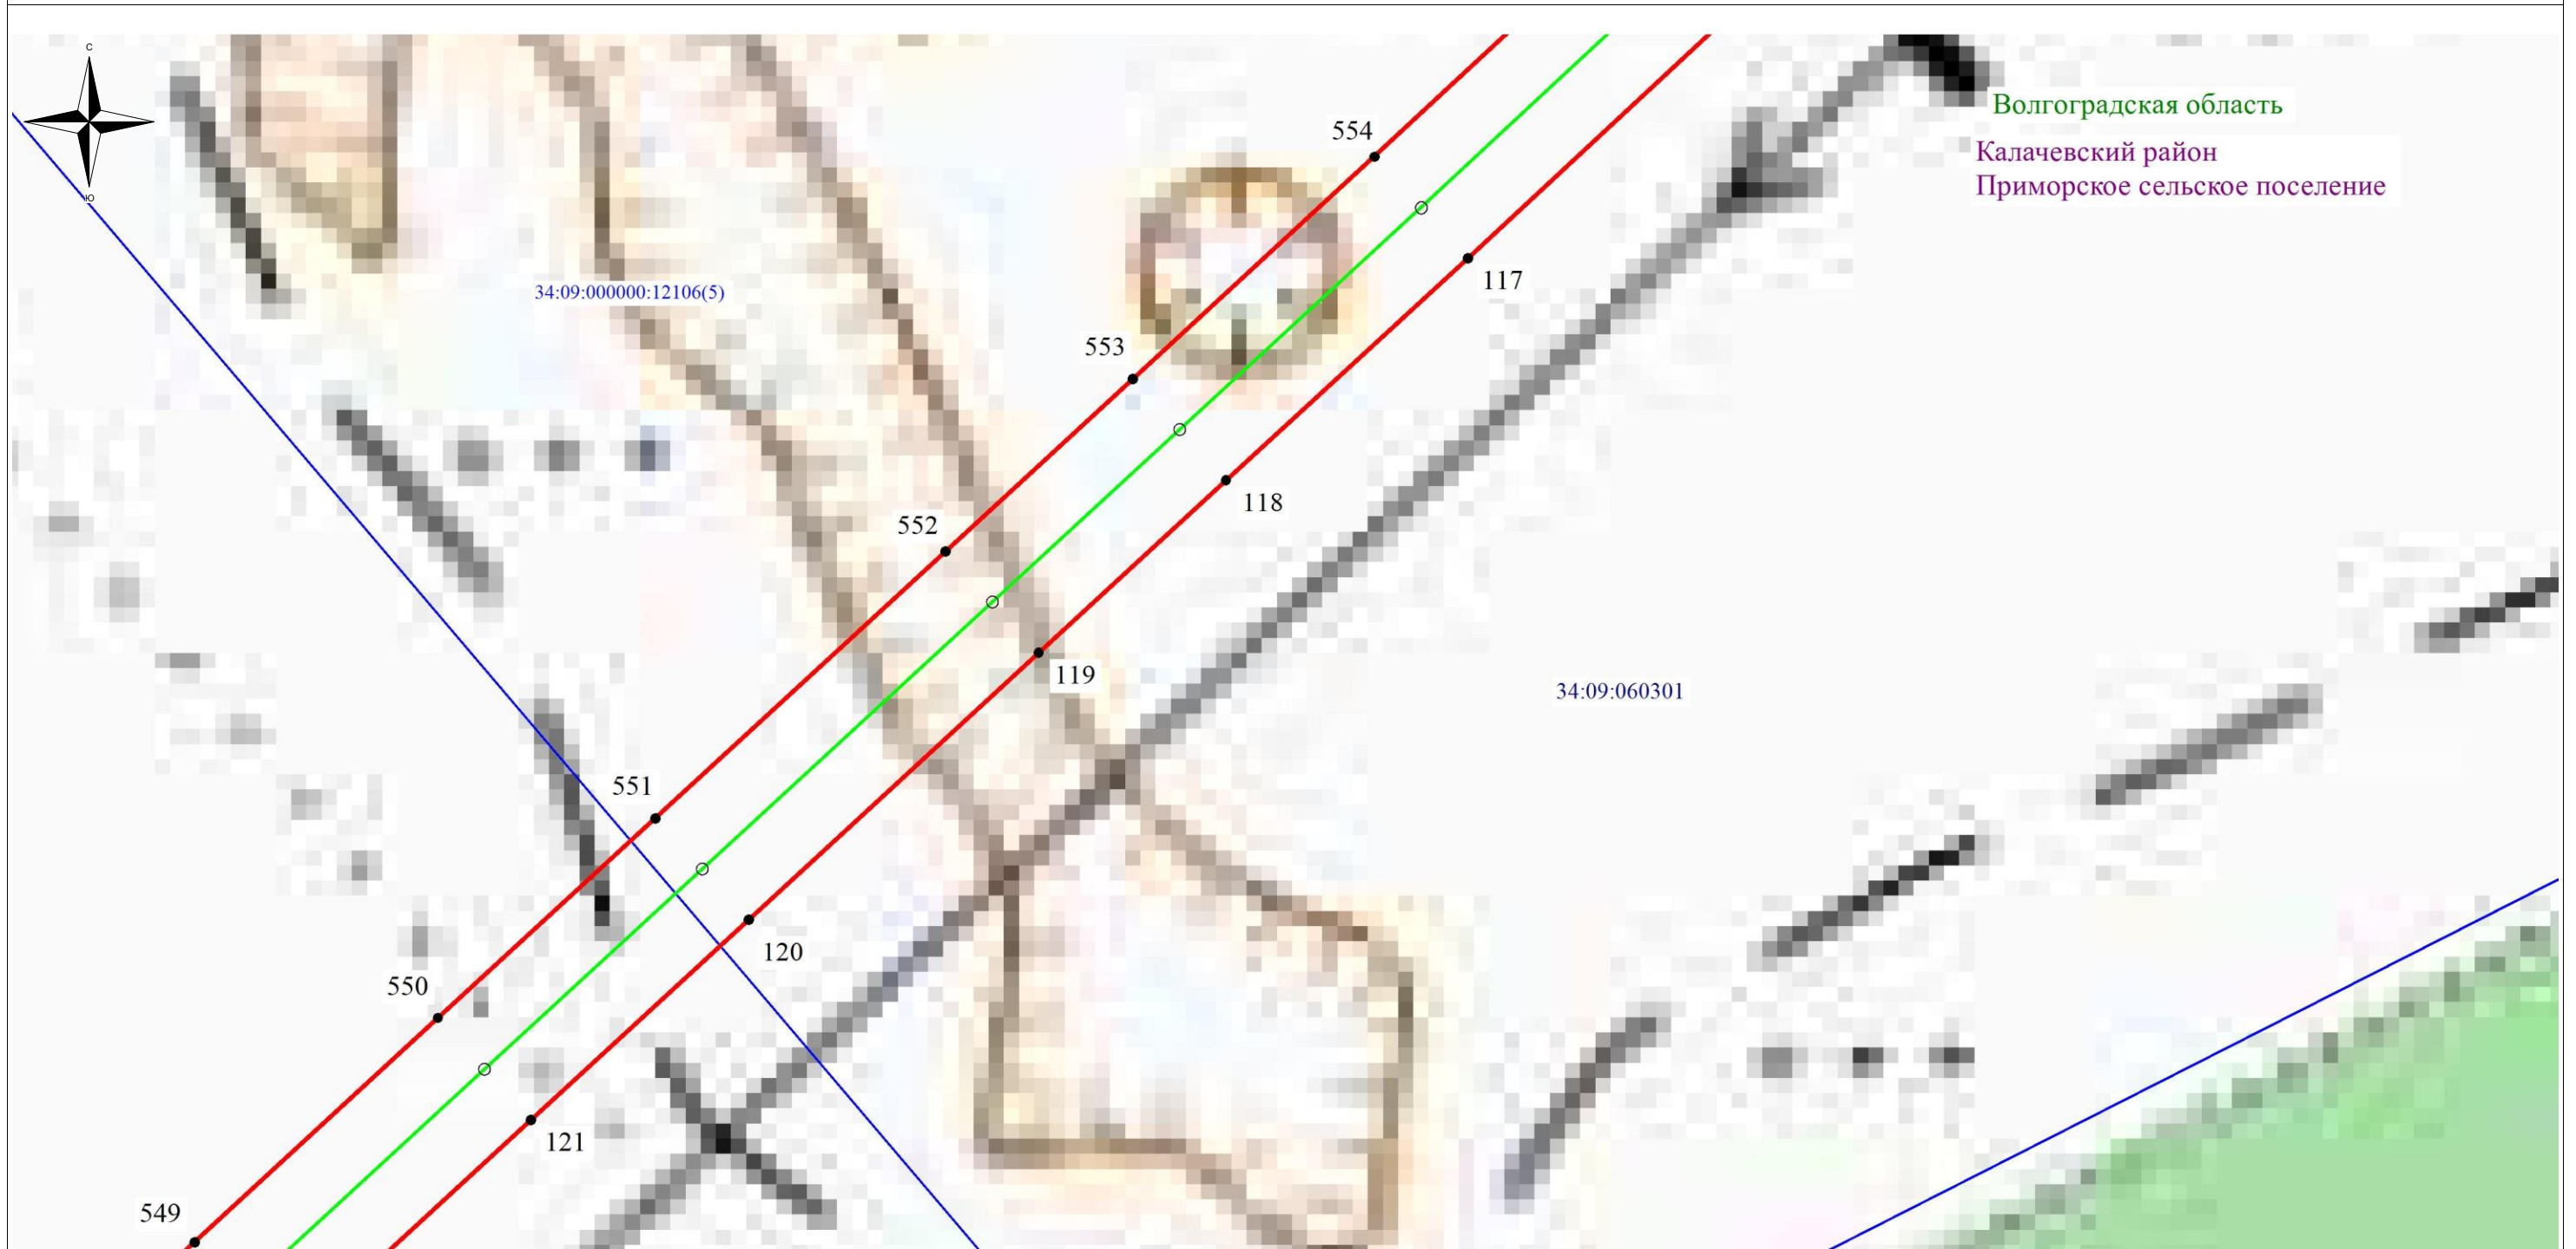 С
Ю
Волгоградская область
Калачевский район
Приморское сельское поселение
554
117
34:09:000000:12106(5)
553
118
552
119
34:09:060301
551
120
550
121
549